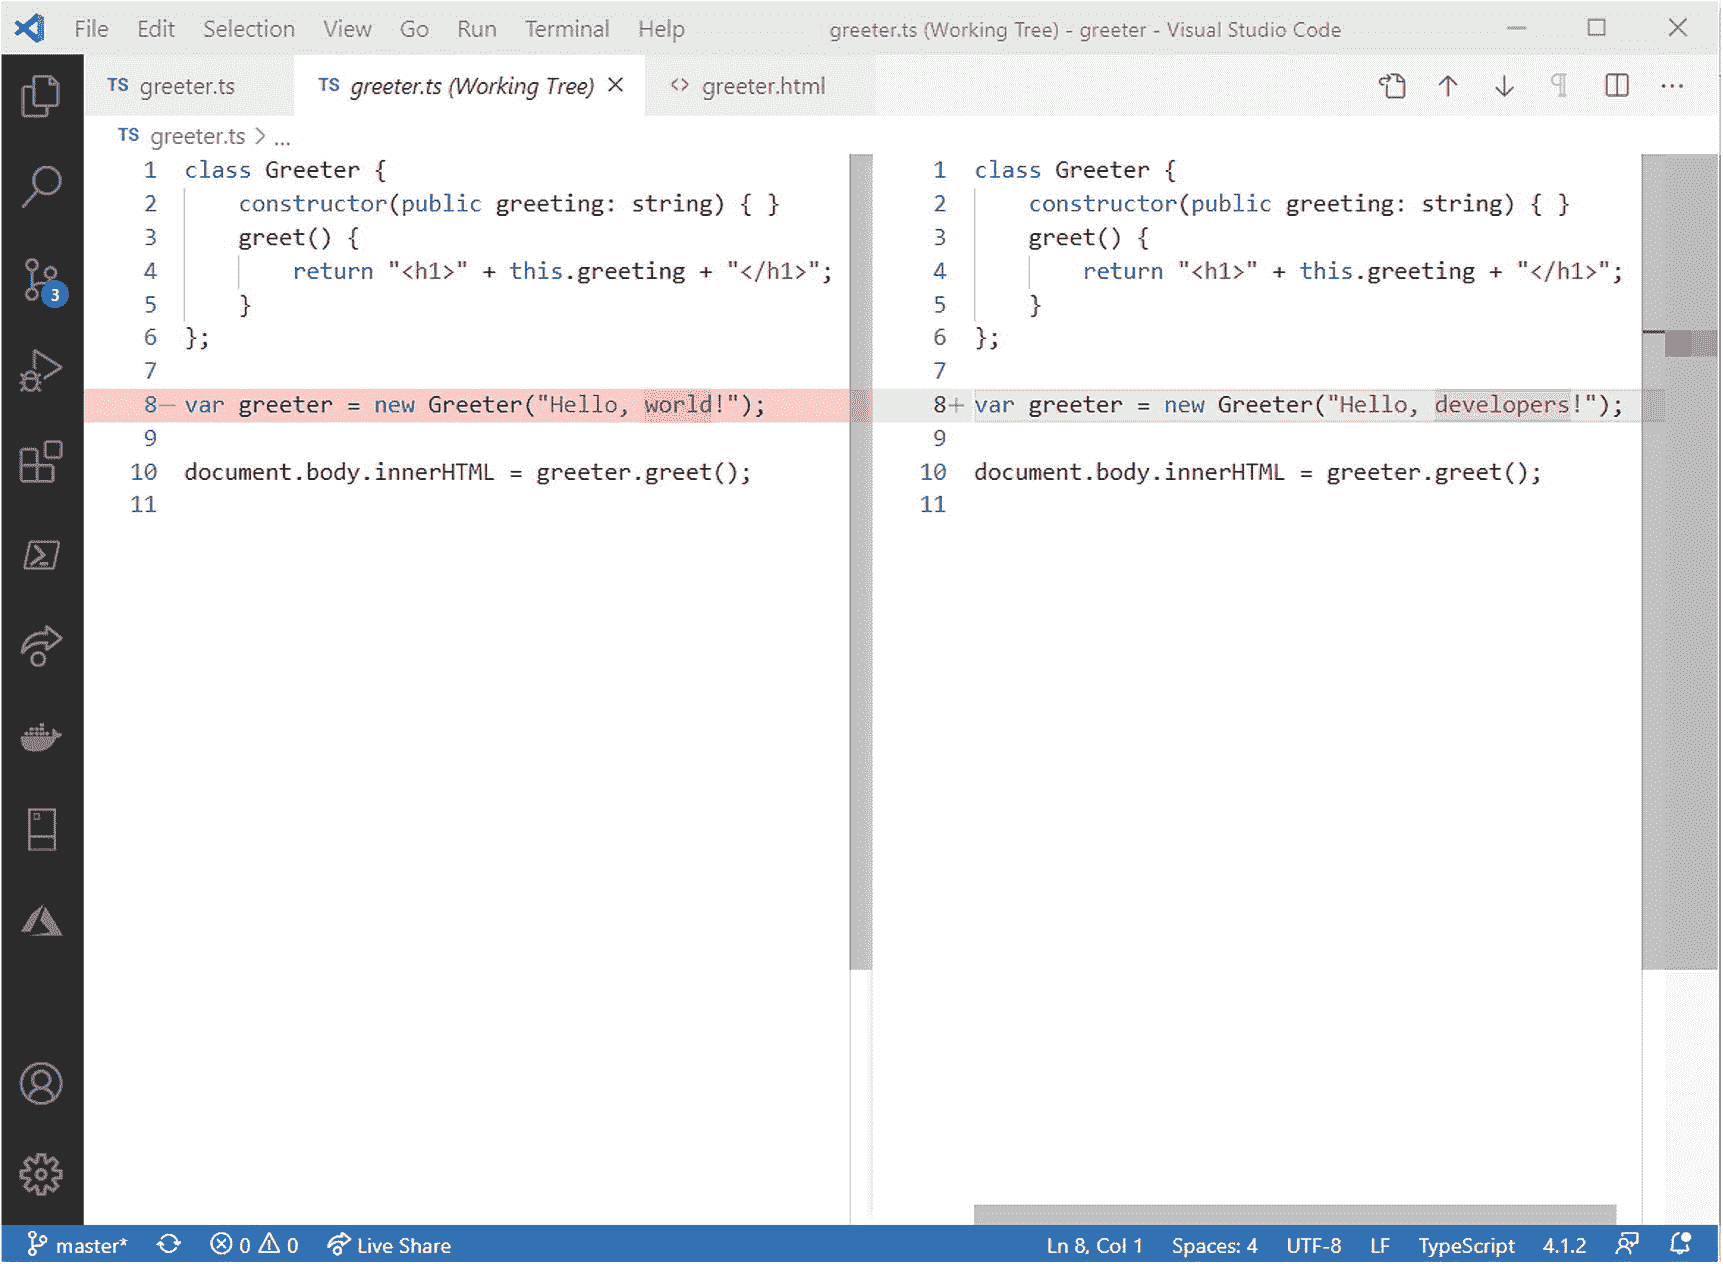 File Edit Selection View Go Run Terminal Help greeter.ts (Working Tree) - greeter - Visual Studio Code
TS greeter.ts TS greeter.ts (Working Tree) <> greeter.html
TS greeter.ts > ...
1 class Greeter {
2 constructor(public greeting: string) { }
3 greet() {
4 return "<h1>" + this.greeting + "</h1>";
5 }
6 };
7
8— var greeter = new Greeter("Hello, world!");
9
10 document.body.innerHTML = greeter.greet();
11
1 class Greeter {
2 constructor(public greeting: string) { }
3 greet() {
4 return "<h1>" + this.greeting + "</h1>";
5 }
6 };
7
8+ var greeter = new Greeter("Hello, developers!");
9
10 document.body.innerHTML = greeter.greet();
11
3
master* 0 0 Live Share Ln 8, Col 1 Spaces: 4 UTF-8 LF TypeScript 4.1.2